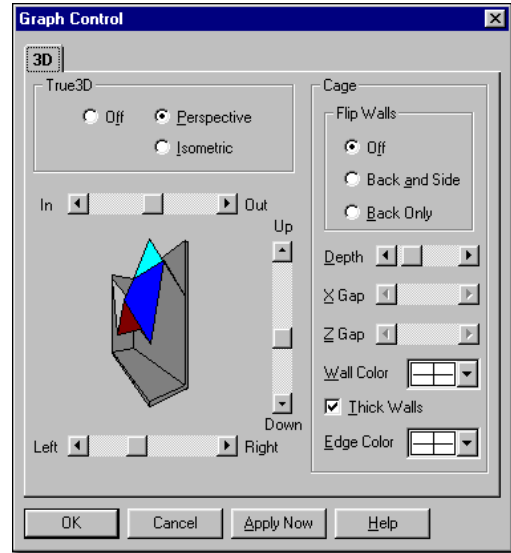 Graph Control
3D
True3D
Off
Perspective
Isometric
In
Out
Up
Down
Left
Right
Cage
Flip Walls
Off
Back and Side
Back Only
Depth
X Gap
Z Gap
Wall Color
Thick Walls
Edge Color
OK
Cancel
Apply Now
Help